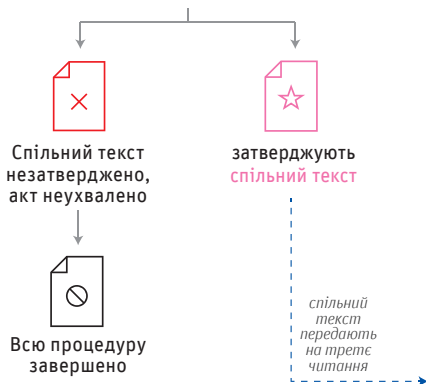 Спільний текст
незатверджено,
акт неухвалено
затверджують
спільний текст
Всю процедуру
завершено
спільний
текст
передають
на третє
читання